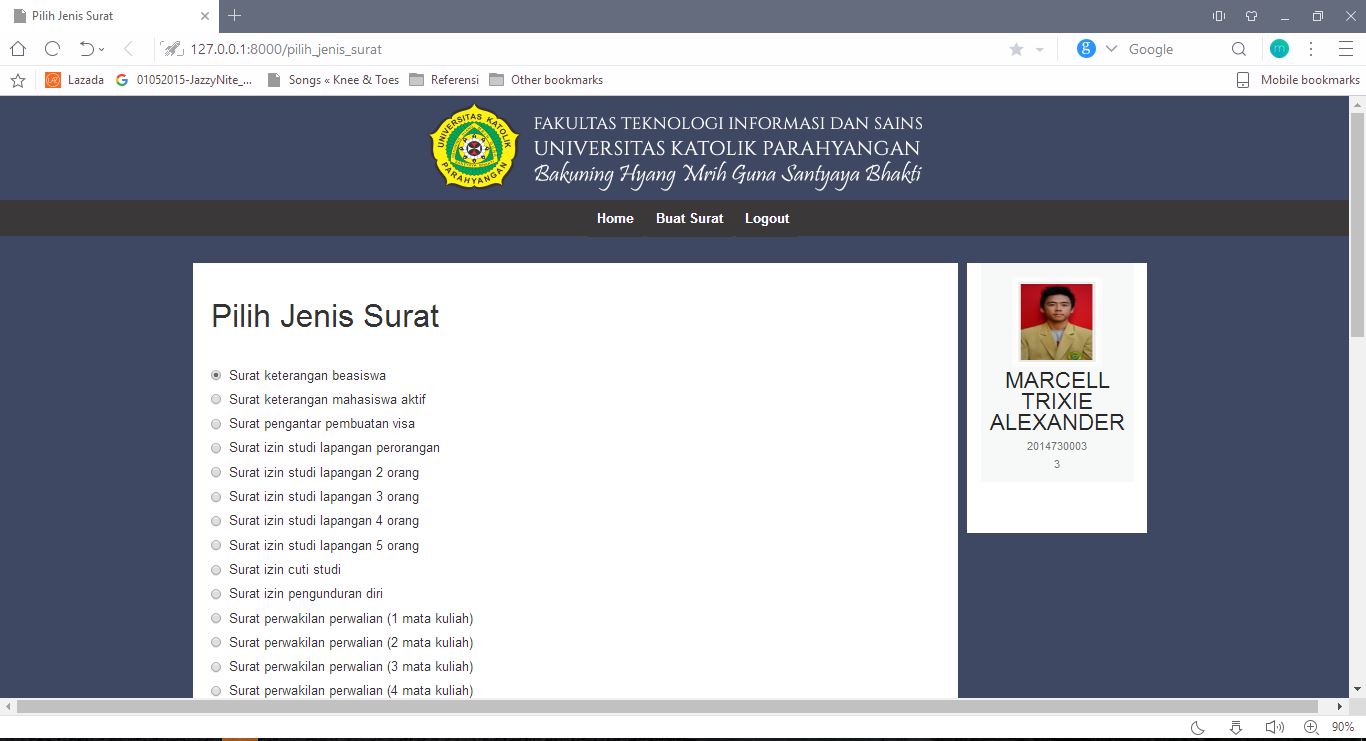 Pilih Jenis Surat
127.0.0.1:8000/pilih_jenis_surat
g
Google
m
Lazada
01052015-JazzyNite_...
Songs « Knee & Toes
Referensi
Other bookmarks
Mobile bookmarks
UNIVERSITAS KATOLIK
PARAHYANGAN
FAKULTAS TEKNOLOGI INFORMASI DAN SAINS
UNIVERSITAS KATOLIK PARAHYANGAN
Bakuning Hyang Mrih Guna Santyaya Bhakti
Home Buat Surat Logout
Pilih Jenis Surat
Surat keterangan beasiswa
Surat keterangan mahasiswa aktif
Surat pengantar pembuatan visa
Surat izin studi lapangan perorangan
Surat izin studi lapangan 2 orang
Surat izin studi lapangan 3 orang
Surat izin studi lapangan 4 orang
Surat izin studi lapangan 5 orang
Surat izin cuti studi
Surat izin pengunduran diri
Surat perwakilan perwalian (1 mata kuliah)
Surat perwakilan perwalian (2 mata kuliah)
Surat perwakilan perwalian (3 mata kuliah)
Surat perwakilan perwalian (4 mata kuliah)
MARCELL
TRIXIE
ALEXANDER
2014730003
3
90%